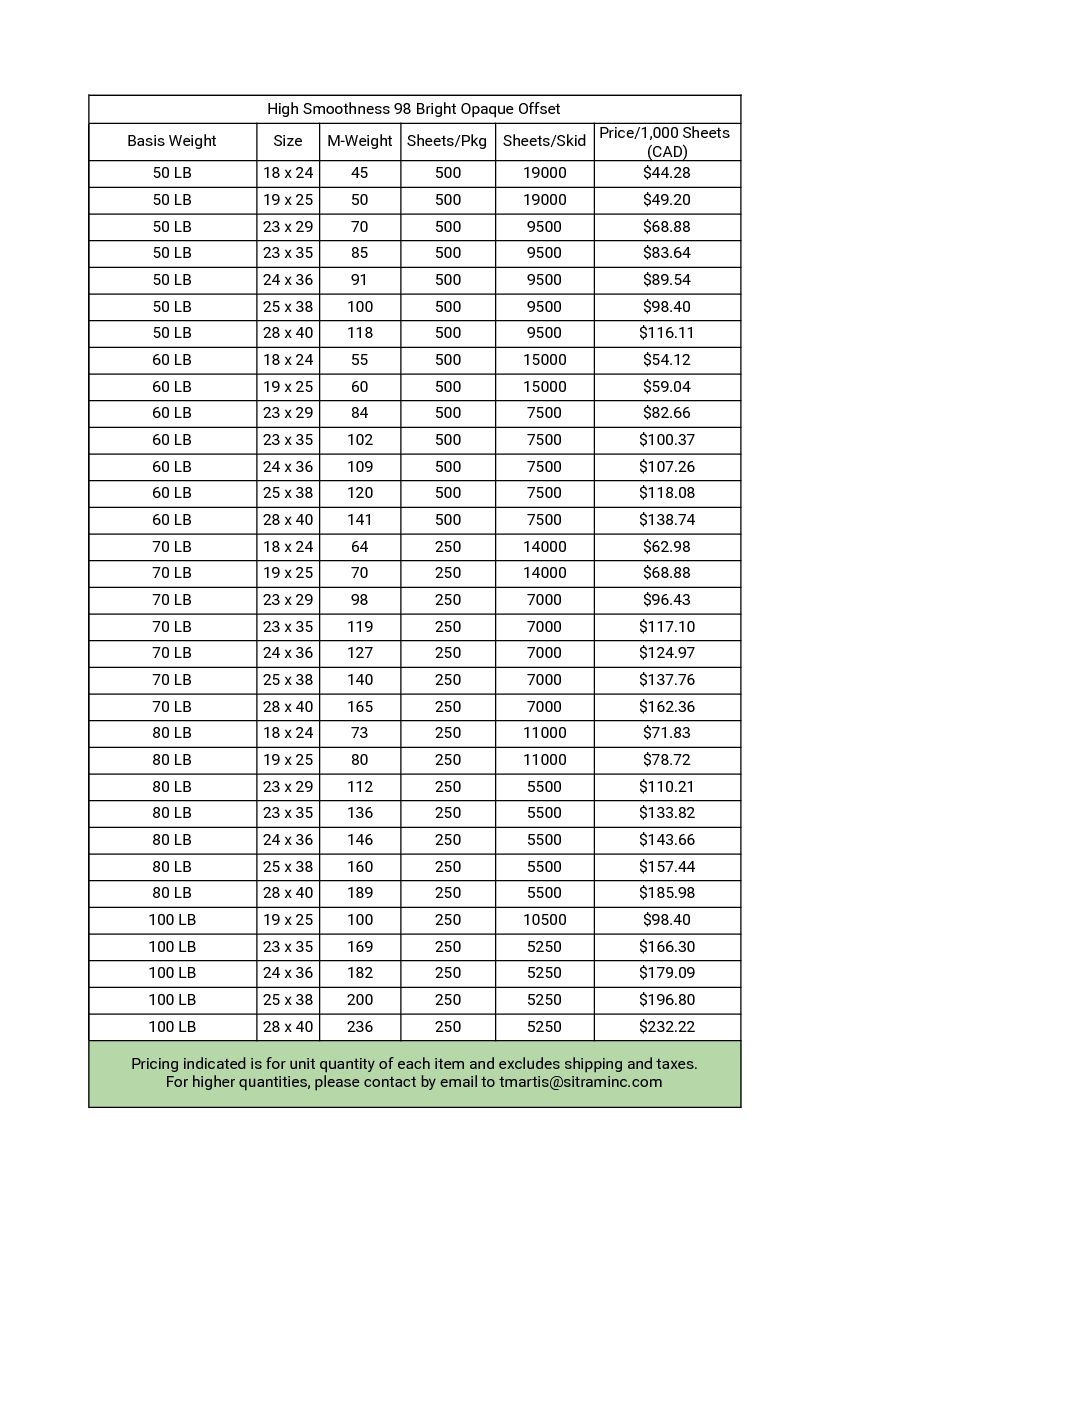 High Smoothness 98 Bright Opaque Offset
Basis Weight Size M-Weight Sheets/Pkg Sheets/Skid Price/1,000 Sheets (CAD)
50 LB 18 x 24 45 500 19000 $44.28
50 LB 19 x 25 50 500 19000 $49.20
50 LB 23 x 29 70 500 9500 $68.88
50 LB 23 x 35 85 500 9500 $83.64
50 LB 24 x 36 91 500 9500 $89.54
50 LB 25 x 38 100 500 9500 $98.40
50 LB 28 x 40 118 500 9500 $116.11
60 LB 18 x 24 55 500 15000 $54.12
60 LB 19 x 25 60 500 15000 $59.04
60 LB 23 x 29 84 500 7500 $82.66
60 LB 23 x 35 102 500 7500 $100.37
60 LB 24 x 36 109 500 7500 $107.26
60 LB 25 x 38 120 500 7500 $118.08
60 LB 28 x 40 141 500 7500 $138.74
70 LB 18 x 24 64 250 14000 $62.98
70 LB 19 x 25 70 250 14000 $68.88
70 LB 23 x 29 98 250 7000 $96.43
70 LB 23 x 35 119 250 7000 $117.10
70 LB 24 x 36 127 250 7000 $124.97
70 LB 25 x 38 140 250 7000 $137.76
70 LB 28 x 40 165 250 7000 $162.36
80 LB 18 x 24 73 250 11000 $71.83
80 LB 19 x 25 80 250 11000 $78.72
80 LB 23 x 29 112 250 5500 $110.21
80 LB 23 x 35 136 250 5500 $133.82
80 LB 24 x 36 146 250 5500 $143.66
80 LB 25 x 38 160 250 5500 $157.44
80 LB 28 x 40 189 250 5500 $185.98
100 LB 19 x 25 100 250 10500 $98.40
100 LB 23 x 35 169 250 5250 $166.30
100 LB 24 x 36 182 250 5250 $179.09
100 LB 25 x 38 200 250 5250 $196.80
100 LB 28 x 40 236 250 5250 $232.22
Pricing indicated is for unit quantity of each item and excludes shipping and taxes.
For higher quantities, please contact by email to tmartis@sitraminc.com